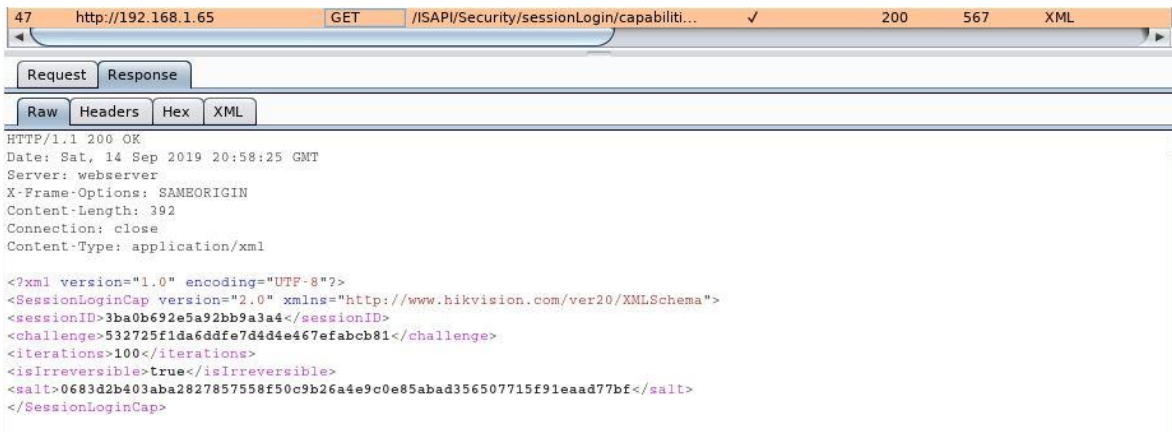 47 http://192.168.1.65 GET /ISAPI/Security/sessionLogin/capabiliti... ✓ 200 567 XML
Request Response
Raw Headers Hex XML
HTTP/1.1 200 OK
Date: Sat, 14 Sep 2019 20:58:25 GMT
Server: webserver
X-Frame-Options: SAMEORIGIN
Content-Length: 392
Connection: close
Content-Type: application/xml
<?xml version="1.0" encoding="UTF-8"?>
<SessionLoginCap version="2.0" xmlns="http://www.hikvision.com/ver20/XMLSchema">
<sessionID>3ba0b692e5a92bb9a3a4</sessionID>
<challenge>532725f1da6ddfe7d4d4e467efabcb81</challenge>
<iterations>100</iterations>
<isIrreversible>true</isIrreversible>
<salt>0683d2b403aba2827857558f50c9b26a4e9c0e85abad356507715f91eaad77bf</salt>
</SessionLoginCap>